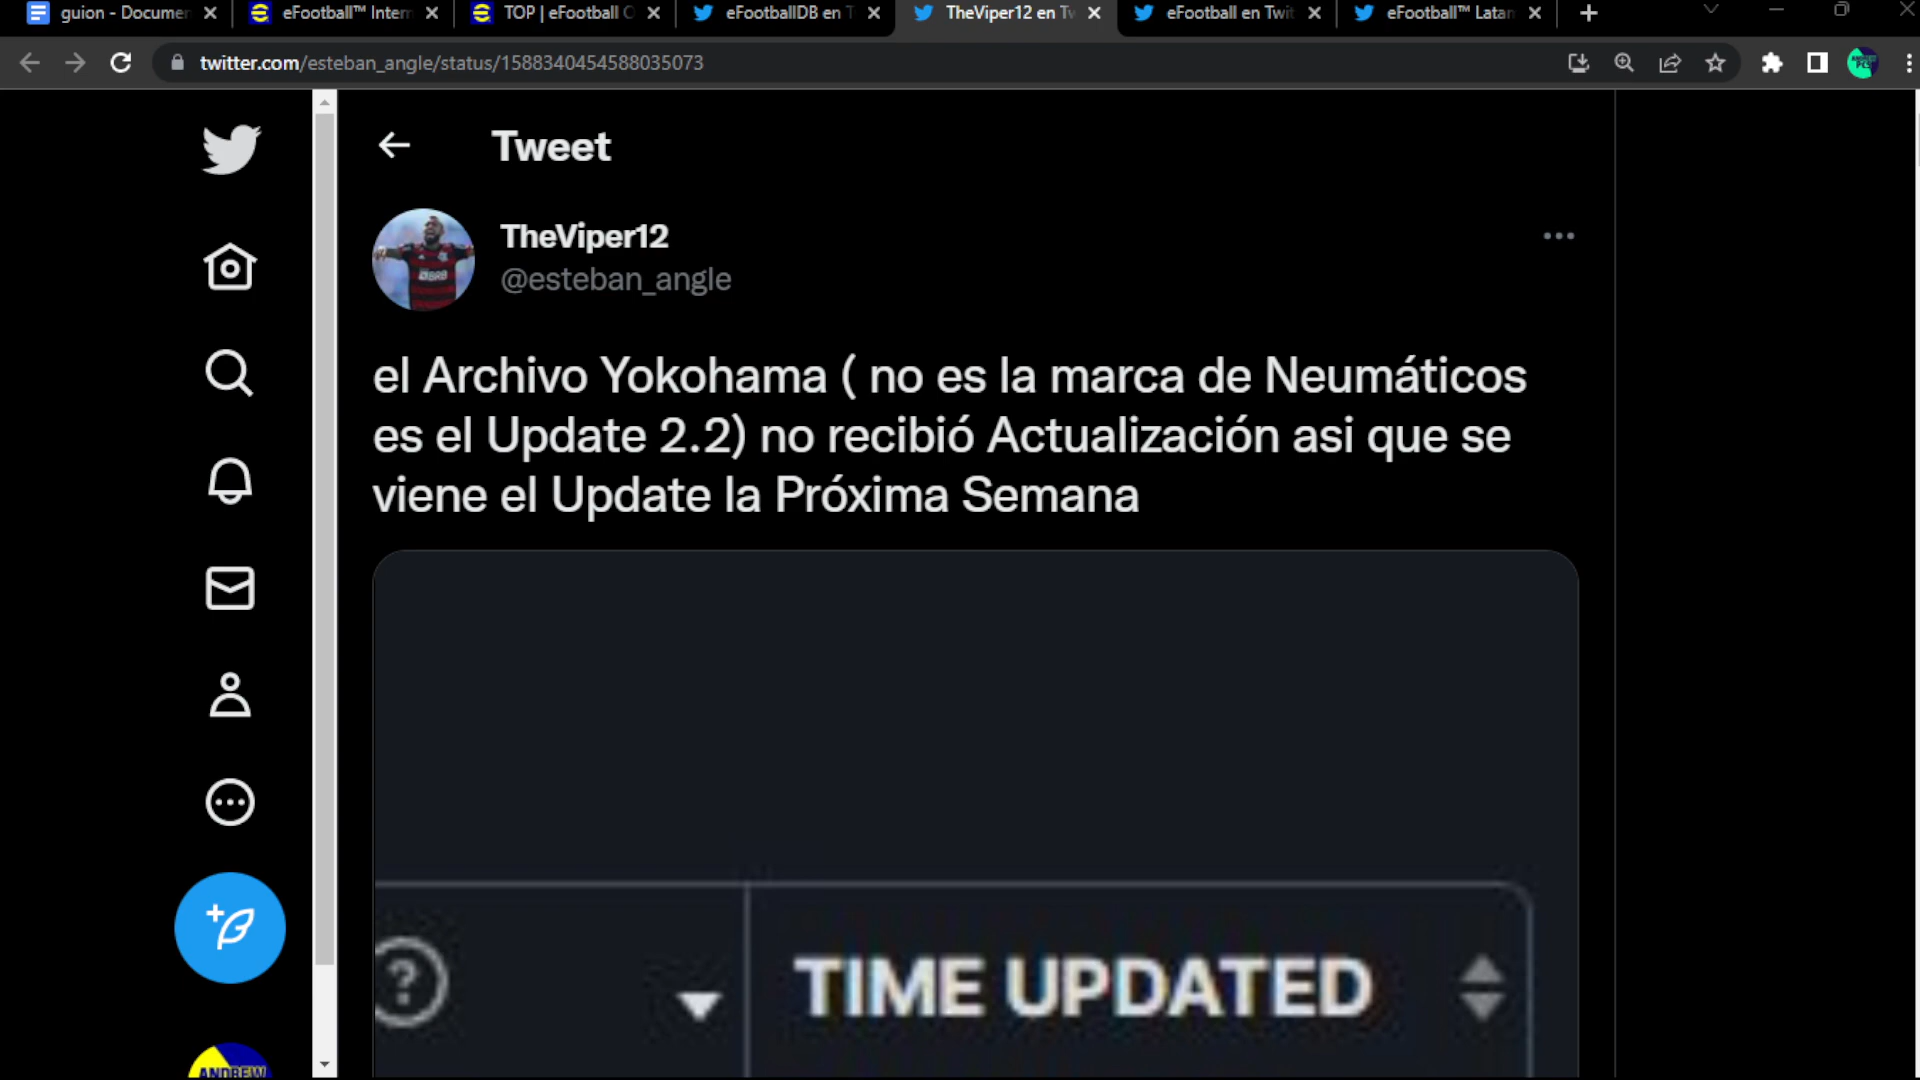 guion - Documen
eFootball™ Intern
TOP | eFootball O
eFootballDB en T
TheViper12 en Tw
eFootball en Twit
eFootball™ Latan
twitter.com/esteban_angle/status/1588340454588035073
Tweet
TheViper12
@esteban_angle
el Archivo Yokohama ( no es la marca de Neumáticos
es el Update 2.2) no recibió Actualización asi que se
viene el Update la Próxima Semana
TIME UPDATED
ANDREW